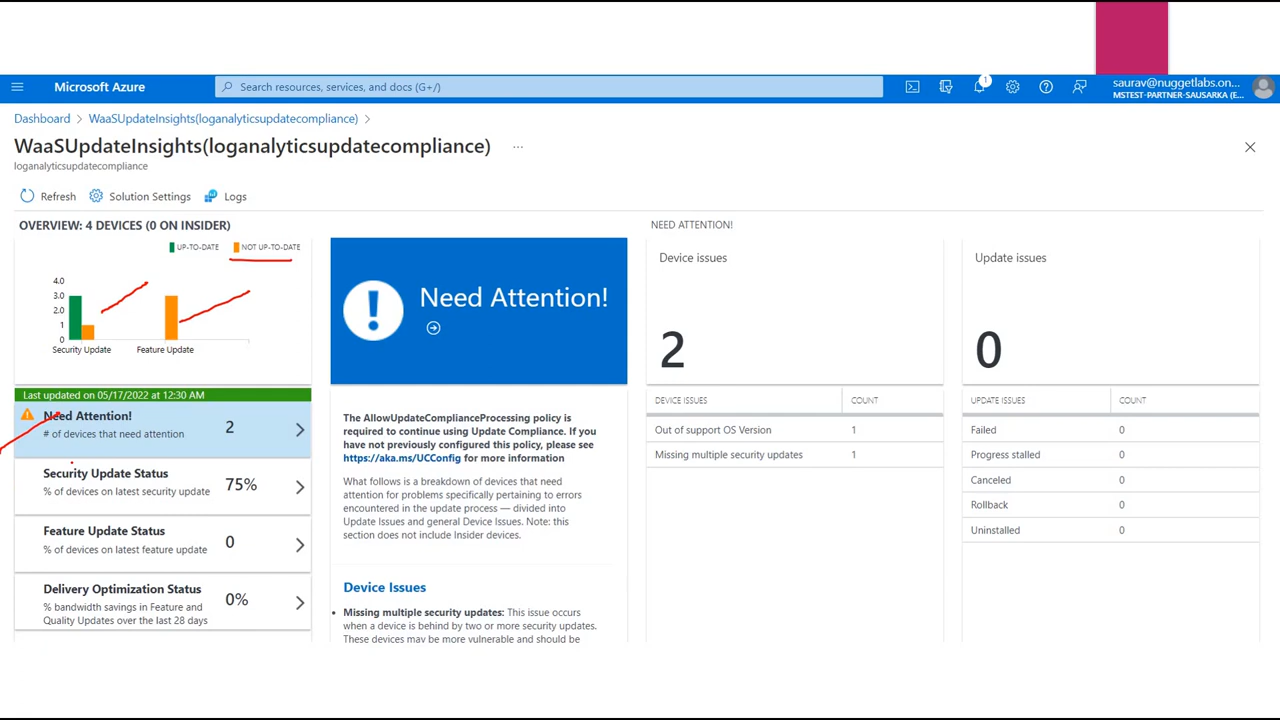 Microsoft Azure
Search resources, services, and docs (G+/)
1
saurav@nuggetlabs.on...
MSTEST-PARTNER-SAUSARKA (E...
Dashboard > WaaSUpdateInsights(loganalyticsupdatecompliance) >
WaaSUpdateInsights(loganalyticsupdatecompliance) ...
loganalyticsupdatecompliance
Refresh Solution Settings Logs
OVERVIEW: 4 DEVICES (0 ON INSIDER)
UP-TO-DATE NOT UP-TO-DATE
4.0
3.0
2.0
1
0
Security Update Feature Update
Last updated on 05/17/2022 at 12:30 AM
Need Attention!
# of devices that need attention
2
Security Update Status
% of devices on latest security update
75%
Feature Update Status
% of devices on latest feature update
0
Delivery Optimization Status
% bandwidth savings in Feature and
Quality Updates over the last 28 days
0%
Need Attention!
The AllowUpdateComplianceProcessing policy is
required to continue using Update Compliance. If you
have not previously configured this policy, please see
https://aka.ms/UCConfig for more information
What follows is a breakdown of devices that need
attention for problems specifically pertaining to errors
encountered in the update process — divided into
Update Issues and general Device Issues. Note: this
section does not include Insider devices.
Device Issues
• Missing multiple security updates: This issue occurs
when a device is behind by two or more security updates.
These devices may be more vulnerable and should be
NEED ATTENTION!
Device issues
2
DEVICE ISSUES COUNT
Out of support OS Version 1
Missing multiple security updates 1
Update issues
0
UPDATE ISSUES COUNT
Failed 0
Progress stalled 0
Canceled 0
Rollback 0
Uninstalled 0